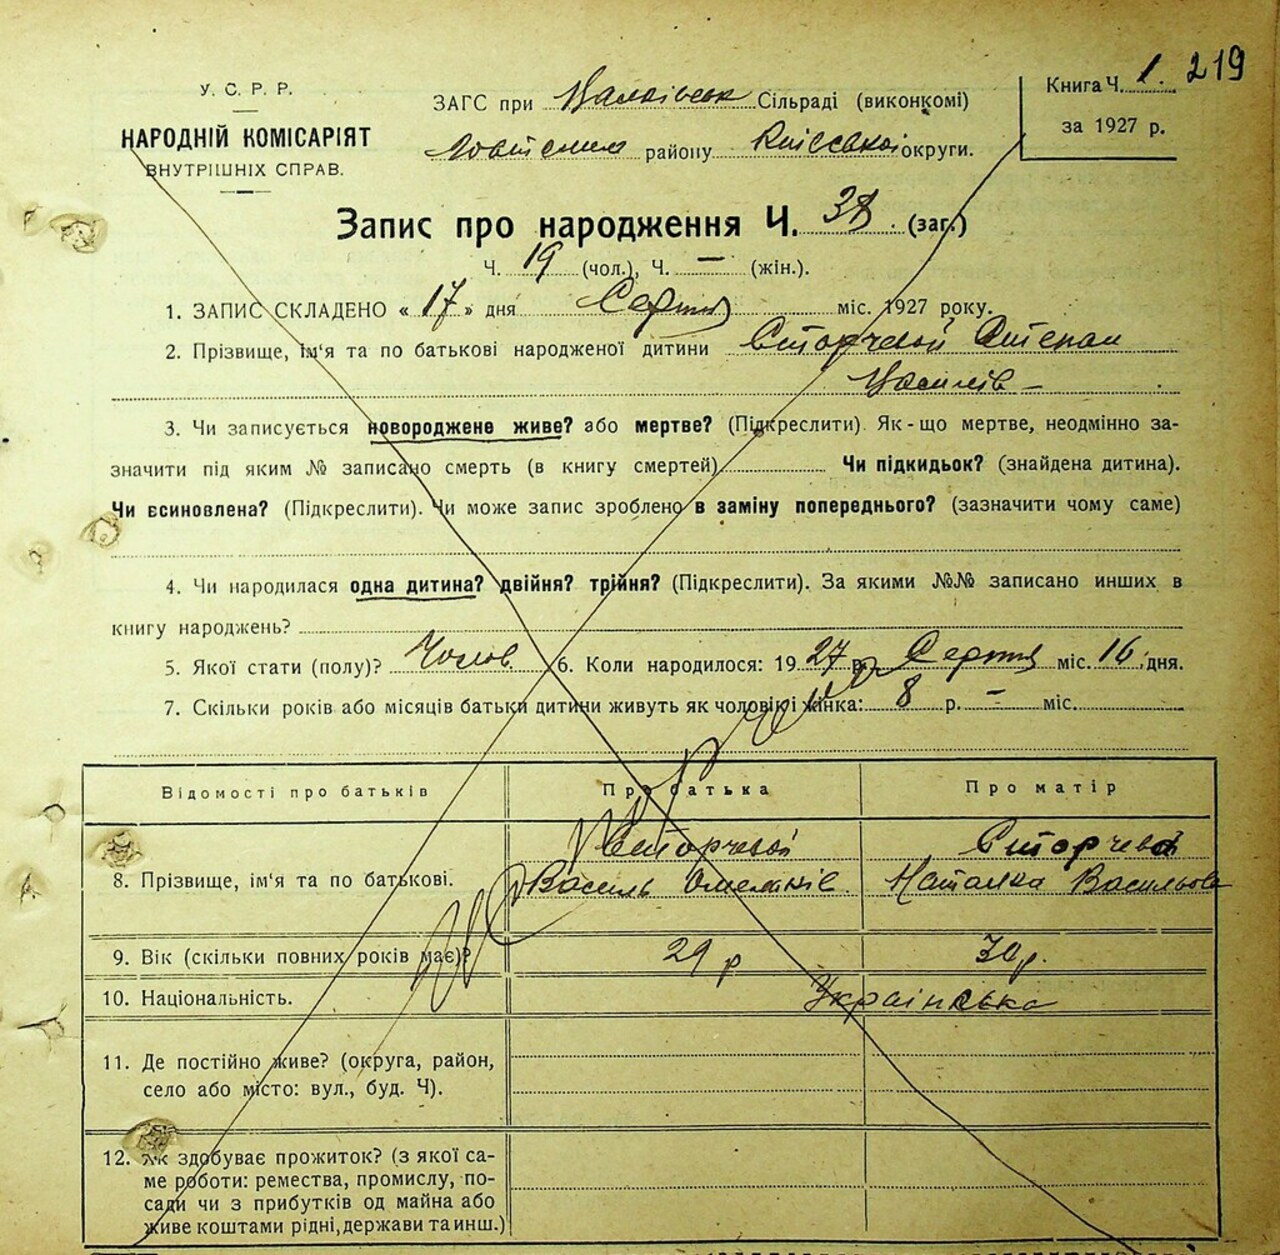 219
У. С. Р. Р.
НАРОДНІЙ КОМІСАРІЯТ
ВНУТРІШНІХ СПРАВ.
ЗАГС при Сільраді (виконкомі)
району Київської округи.
Книга Ч. 1.
за 1927 р.
Запис про народження Ч. 38. (заг.)
Ч. 19 (чол.), Ч. — (жін.).
1. ЗАПИС СКЛАДЕНО «17» дня Серпня міс. 1927 року.
2. Прізвище, ім'я та по батькові народженої дитини Сторчевой Степан
Василів —
3. Чи записується новороджене живе? або мертве? (Підкреслити). Як-що мертве, неодмінно за-
значити під яким № записано смерть (в книгу смертей) Чи підкидьок? (знайдена дитина).
Чи всиновлена? (Підкреслити). Чи може запис зроблено в заміну попереднього? (зазначити чому саме)
4. Чи народилася одна дитина? двійня? трійня? (Підкреслити). За якими №№ записано инших в
книгу народжень?
5. Якої стати (полу)? Чолов. 6. Коли народилося: 1927 р. Серпня міс. 16 дня.
7. Скільки років або місяців батьки дитини живуть як чоловік і жінка: 8 р. — міс.
Відомості про батьків Про батька Про матір
8. Прізвище, ім'я та по батькові. Сторчевой Сторчева
Василь Омелянів. Наталка Васильова
9. Вік (скільки повних років має)? 29 р 30 р.
10. Національність. Українська
11. Де постійно живе? (округа, район,
село або місто: вул., буд. Ч).
12. Як здобуває прожиток? (з якої са-
ме роботи: ремества, промислу, по-
сади чи з прибутків од майна або
живе коштами рідні, держави та инш.)